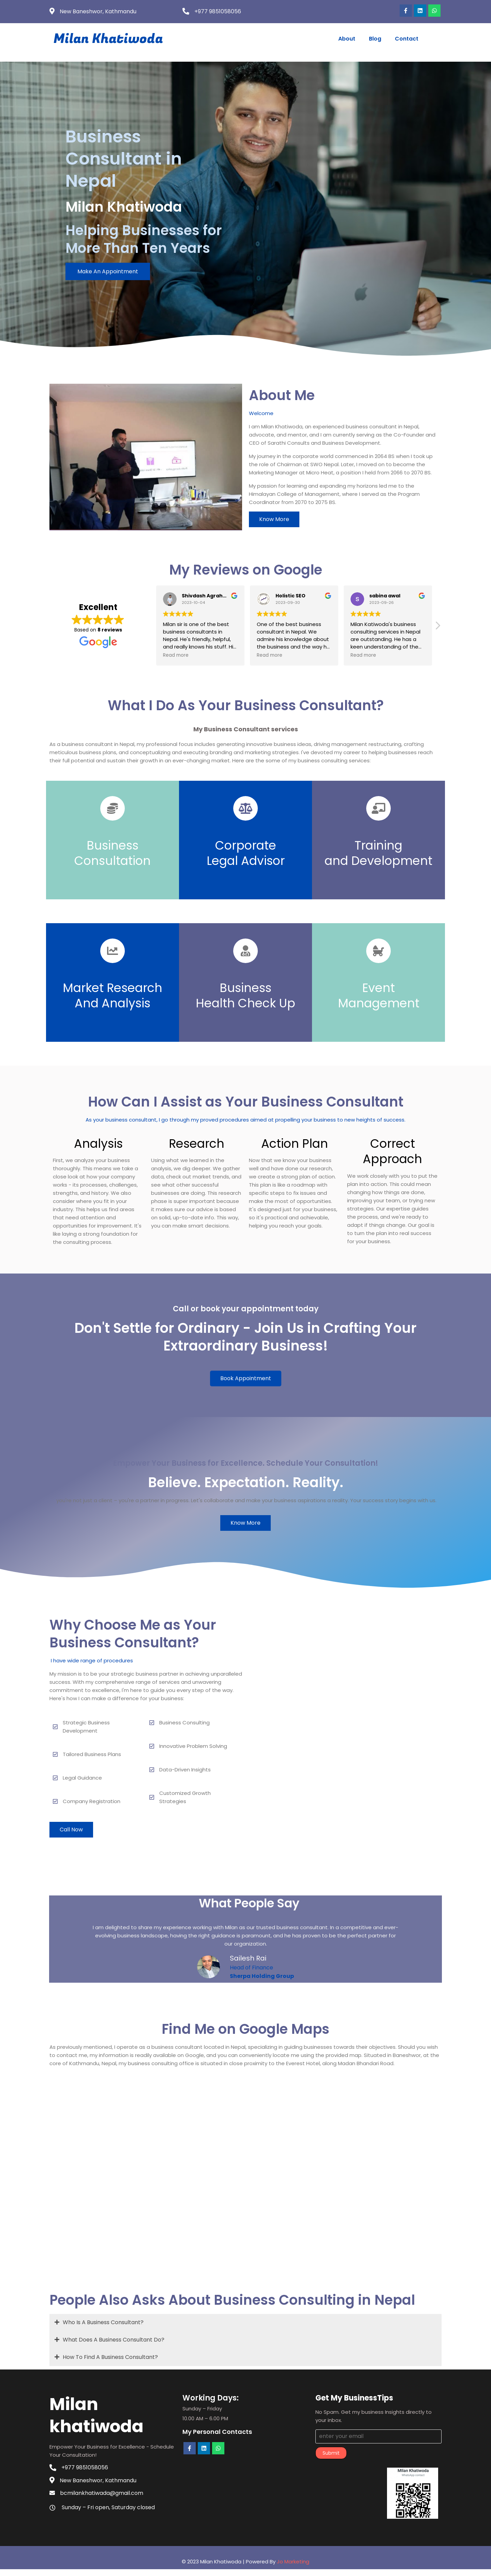 New Baneshwor, Kathmandu
+977 9851058056
Milan Khatiwoda
About
Blog
Contact
Business
Consultant in
Nepal
Milan Khatiwoda
Helping Businesses for
More Than Ten Years
Make An Appointment
About Me
Welcome
I am Milan Khatiwoda, an experienced business consultant in Nepal,
advocate, and mentor, and I am currently serving as the Co-Founder and
CEO of Sarathi Consults and Business Development.
My journey in the corporate world commenced in 2064 BS when I took up
the role of Chairman at SWO Nepal. Later, I moved on to become the
Marketing Manager at Micro Heat, a position I held from 2066 to 2070 BS.
My passion for learning and expanding my horizons led me to the
Himalayan College of Management, where I served as the Program
Coordinator from 2070 to 2075 BS.
Know More
My Reviews on Google
Excellent
Based on 8 reviews
Google
Shivdash Agrah...
Milan sir is one of the best
business consultants in
Nepal. He's friendly, helpful,
and really knows his stuff. H...
Read more
Holistic SEO
One of the best business
consultant in Nepal. We
admire his knowledge about
the business and the way h...
Read more
S
sabina awal
Milan Katiwoda's business
consulting services in Nepal
are outstanding. He has a
keen understanding of the...
Read more
What I Do As Your Business Consultant?
My Business Consultant services
As a business consultant in Nepal, my professional focus includes generating innovative business ideas, driving management restructuring, crafting
meticulous business plans, and conceptualizing and executing branding and marketing strategies. I've devoted my career to helping businesses reach
their full potential and sustain their growth in an ever-changing market. Here are the some of my business consulting services:
Business
Consultation
Corporate
Legal Advisor
Training
and Development
Market Research
And Analysis
Business
Health Check Up
Event
Management
How Can I Assist as Your Business Consultant
As your business consultant, I go through my proved procedures aimed at propelling your business to new heights of success.
Analysis
First, we analyze your business
thoroughly. This means we take a
close look at how your company
works - its processes, challenges,
strengths, and history. We also
consider where you fit in your
industry. This helps us find areas
that need attention and
opportunities for improvement. It's
like laying a strong foundation for
the consulting process.
Research
Using what we learned in the
analysis, we dig deeper. We gather
data, check out market trends, and
see what other successful
businesses are doing. This research
phase is super important because
it makes sure our advice is based
on solid, up-to-date info. This way,
you can make smart decisions.
Action Plan
Now that we know your business
well and have done our research,
we create a strong plan of action.
This plan is like a roadmap with
specific steps to fix issues and
make the most of opportunities.
It's designed just for your business,
so it's practical and achievable,
helping you reach your goals.
Correct
Approach
We work closely with you to put the
plan into action. This could mean
changing how things are done,
improving your team, or trying new
strategies. Our expertise guides
the process, and we're ready to
adapt if things change. Our goal is
to turn the plan into real success
for your business.
Call or book your appointment today
Don't Settle for Ordinary - Join Us in Crafting Your
Extraordinary Business!
Book Appointment
Your Business for Excellence. Schedule Your Consultation!
Believe. Expectation. Reality.
Know More
Why Choose Me as Your
Business Consultant?
I have wide range of procedures
My mission is to be your strategic business partner in achieving unparalleled
success. With my comprehensive range of services and unwavering
commitment to excellence, I'm here to guide you every step of the way.
Here's how I can make a difference for your business:
Strategic Business
Development
Tailored Business Plans
Legal Guidance
Company Registration
Business Consulting
Innovative Problem Solving
Data-Driven Insights
Customized Growth
Strategies
Call Now
What People Say
I am delighted to share my experience working with Milan as our trusted business consultant. In a competitive and ever-
evolving business landscape, having the right guidance is paramount, and he has proven to be the perfect partner for
our organization.
Sailesh Rai
Head of Finance
Sherpa Holding Group
Find Me on Google Maps
As previously mentioned, I operate as a business consultant located in Nepal, specializing in guiding businesses towards their objectives. Should you wish
to contact me, my information is readily available on Google, and you can conveniently locate me using the provided map. Situated in Baneshwor, at the
core of Kathmandu, Nepal, my business consulting office is situated in close proximity to the Everest Hotel, along Madan Bhandari Road.
People Also Asks About Business Consulting in Nepal
Who Is A Business Consultant?
What Does A Business Consultant Do?
How To Find A Business Consultant?
Milan
khatiwoda
Empower Your Business for Excellence - Schedule
Your Consultation!
+977 9851058056
New Baneshwor, Kathmandu
bcmilankhatiwada@gmail.com
Sunday – Fri open, Saturday closed
Working Days:
Sunday – Friday
10.00 AM – 6.00 PM
My Personal Contacts
Get My BusinessTips
No Spam. Get my business Insights directly to
your inbox.
enter your email
Submit
Milan Khatiwoda
© 2023 Milan Khatiwoda | Powered By